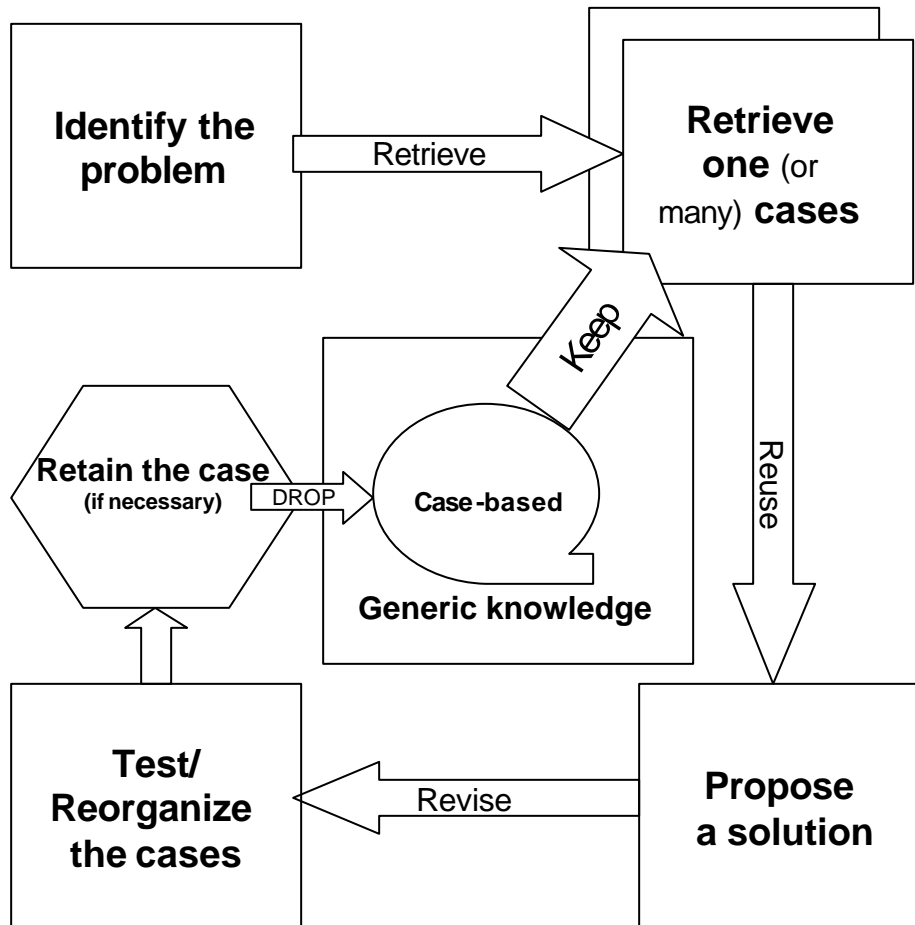 Identify the
problem
Retrieve
Retrieve
one (or
many) cases
Keep
Reuse
Retain the case
(if necessary)
DROP
Case-based
Generic knowledge
Test/
Reorganize
the cases
Revise
Propose
a solution